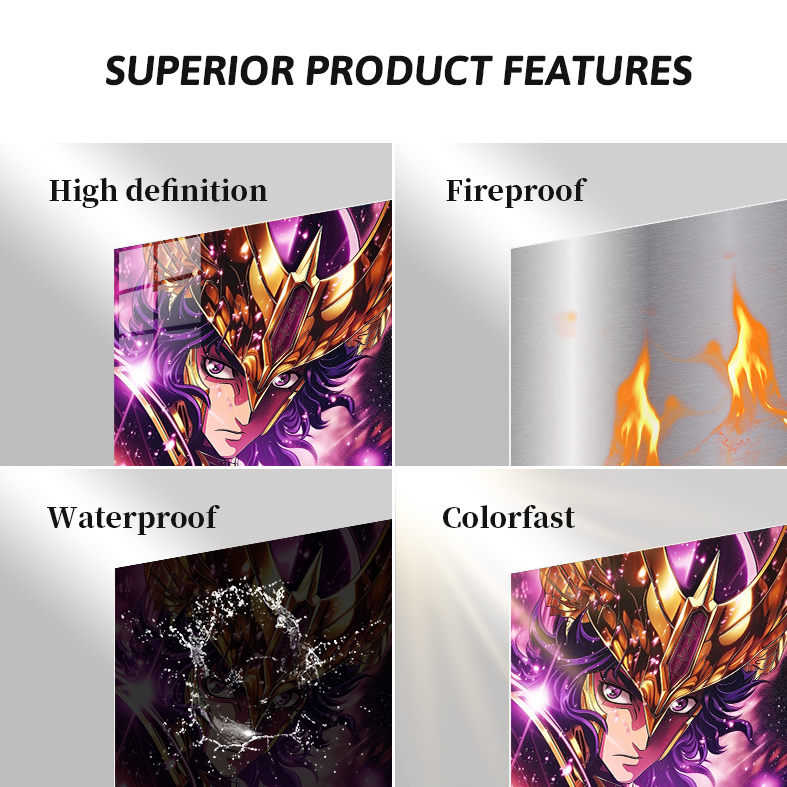 SUPERIOR PRODUCT FEATURES
High definition
Fireproof
Waterproof
Colorfast